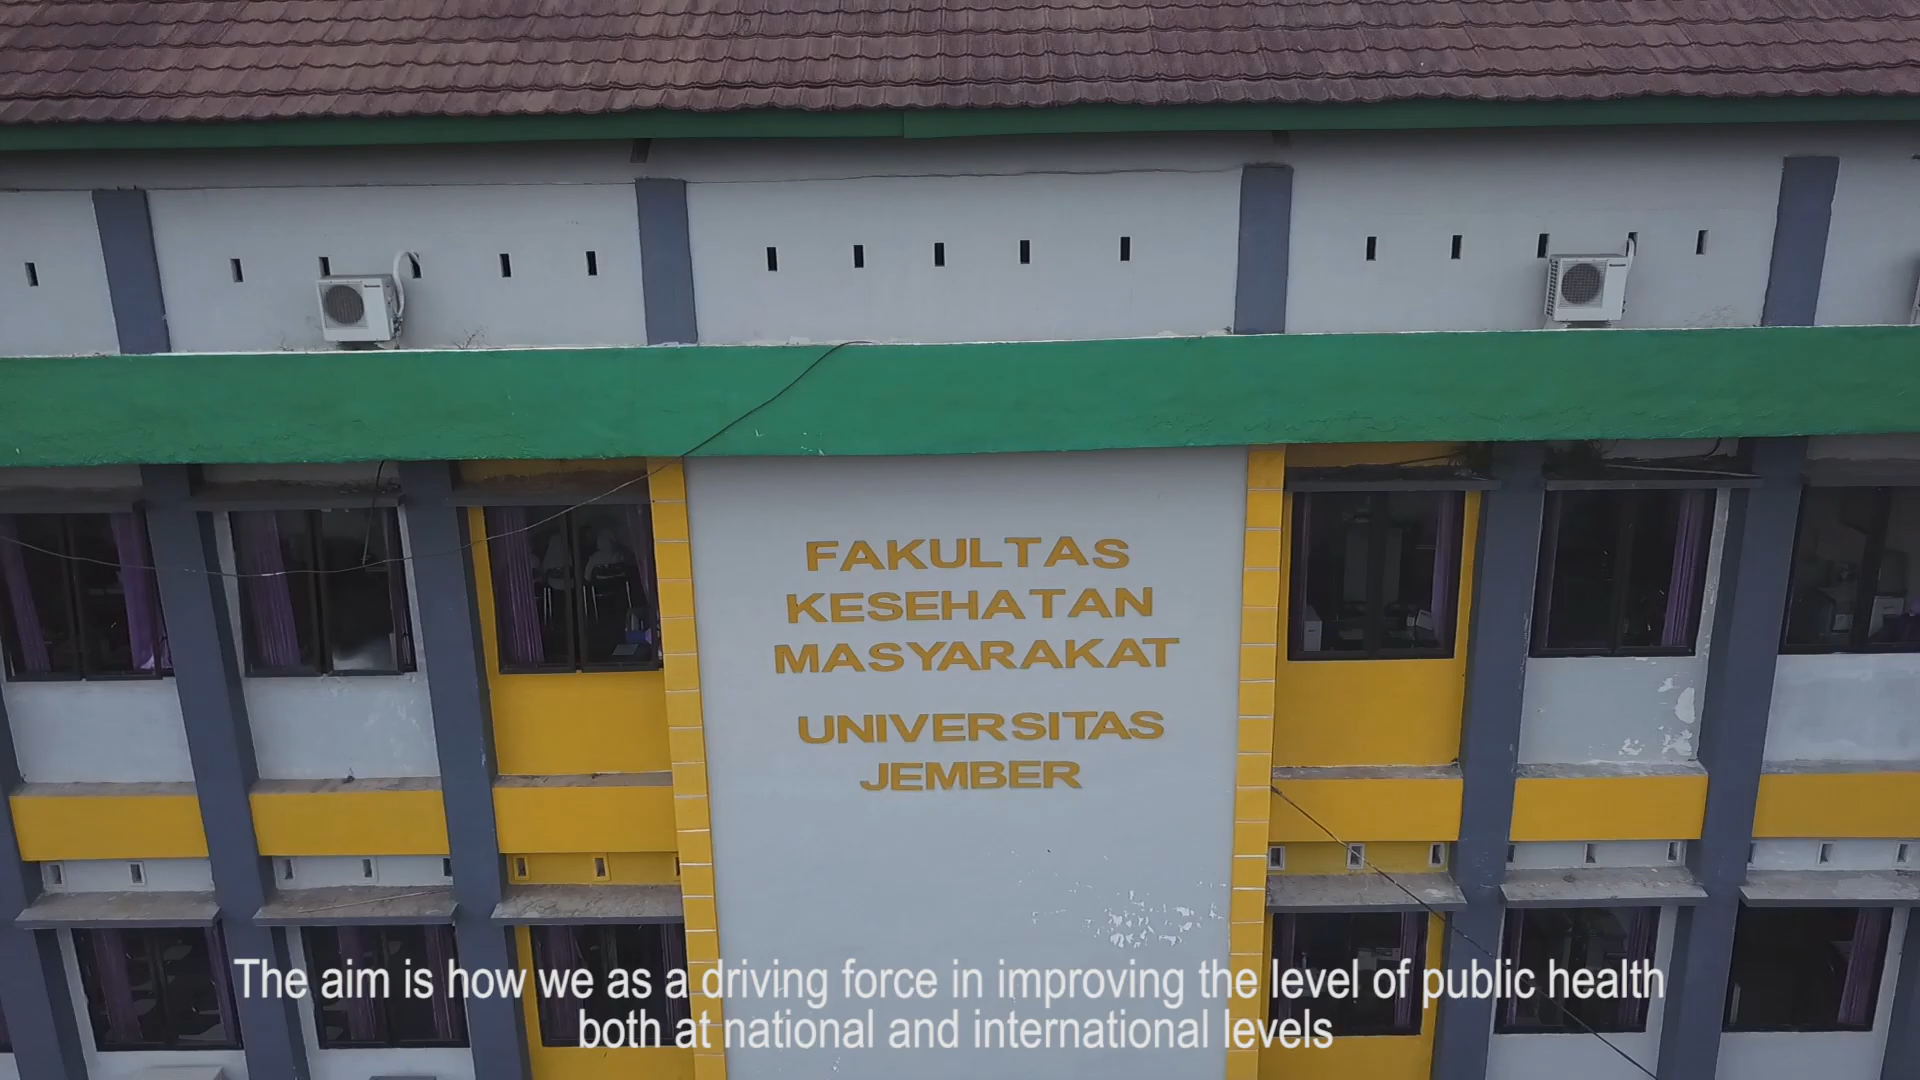 FAKULTAS
KESEHATAN
MASYARAKAT
UNIVERSITAS
JEMBER
The aim is how we as a driving force in improving the level of public health
both at national and international levels